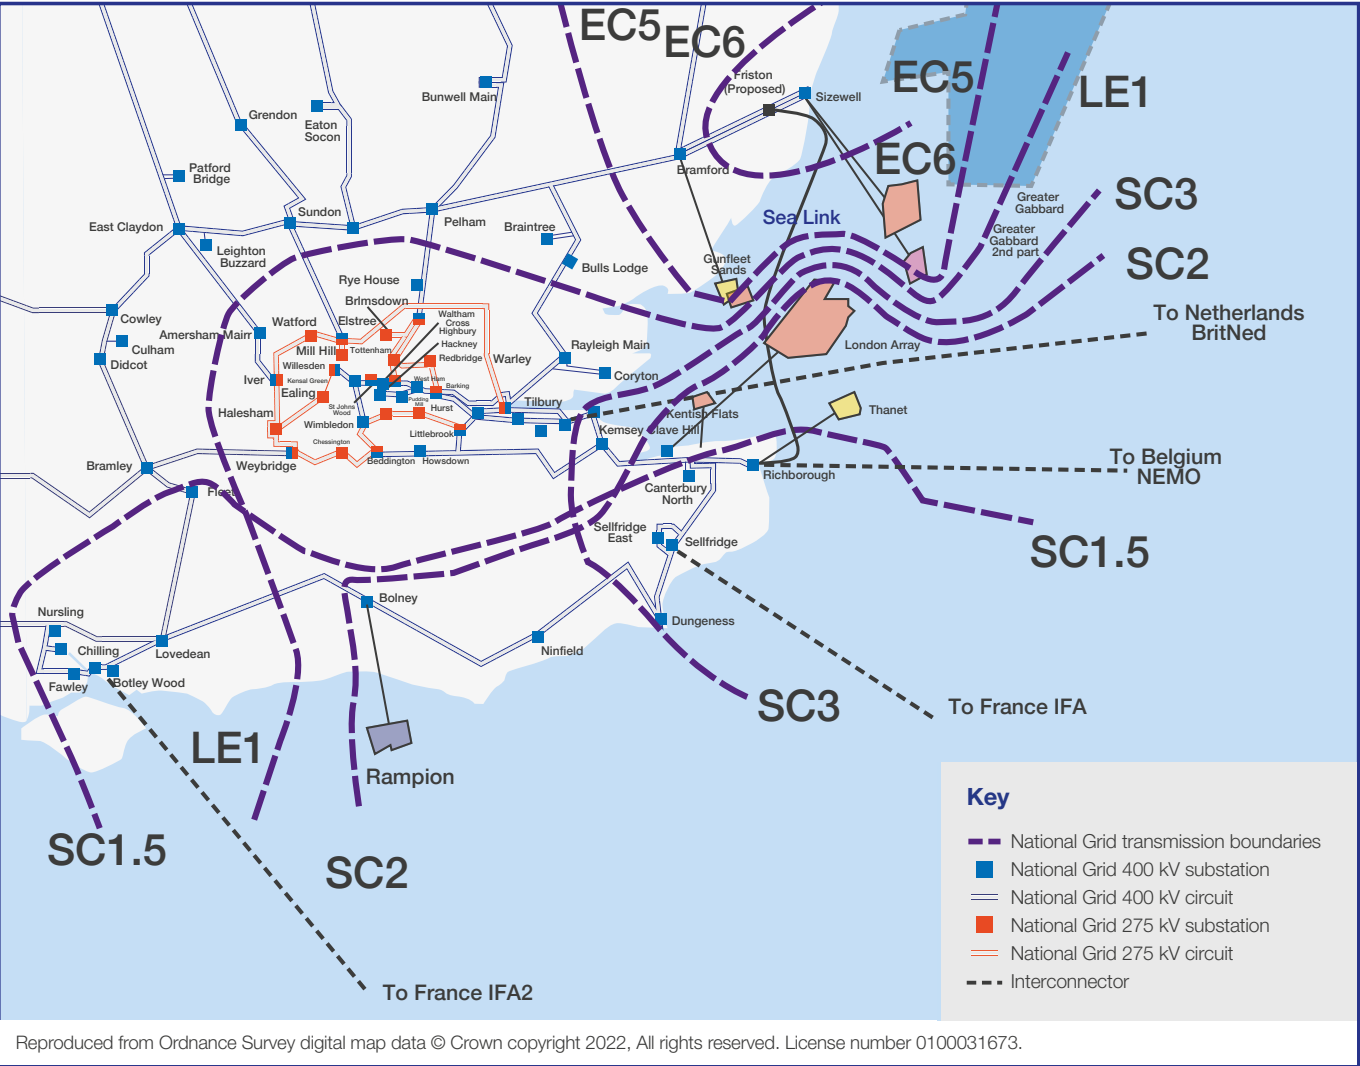 EC5
EC6
Friston
(Proposed)
Sizewell
EC5
LE1
Bunwell Main
Grendon
Eaton
Socon
EC6
Patford
Bridge
Bramford
SC3
Greater
Gabbard
Sundon
Pelham
Braintree
Sea Link
East Claydon
Greater
Gabbard
2nd part
Leighton
Buzzard
SC2
Bulls Lodge
Gunfleet
Sands
Rye House
Brimsdown
To Netherlands
BritNed
Cowley
Watford
Elstree
Waltham
Cross
Highbury
Amersham Mairr
Culham
Mill Hill
Tottenham
Hackney
Rayleigh Main
London Array
Didcot
Redbridge
Warley
Willesden
Coryton
Iver
Kensal Green
West Ham
Barking
Ealing
Pudding
Mill
Tilbury
St Johns
Wood
Hurst
Halesham
Kentish Flats
Thanet
Wimbledon
Littlebrook
Kemsey
Clave Hill
Chessington
Bramley
Weybridge
Beddington
Howsdown
To Belgium
NEMO
Richborough
Fleet
Canterbury
North
Sellfridge
East
Sellfridge
SC1.5
Nursling
Bolney
Dungeness
Chilling
Lovedean
Ninfield
Fawley
Botley Wood
SC3
To France IFA
LE1
Rampion
SC1.5
SC2
To France IFA2
Key
National Grid transmission boundaries
National Grid 400 kV substation
National Grid 400 kV circuit
National Grid 275 kV substation
National Grid 275 kV circuit
Interconnector
Reproduced from Ordnance Survey digital map data © Crown copyright 2022, All rights reserved. License number 0100031673.